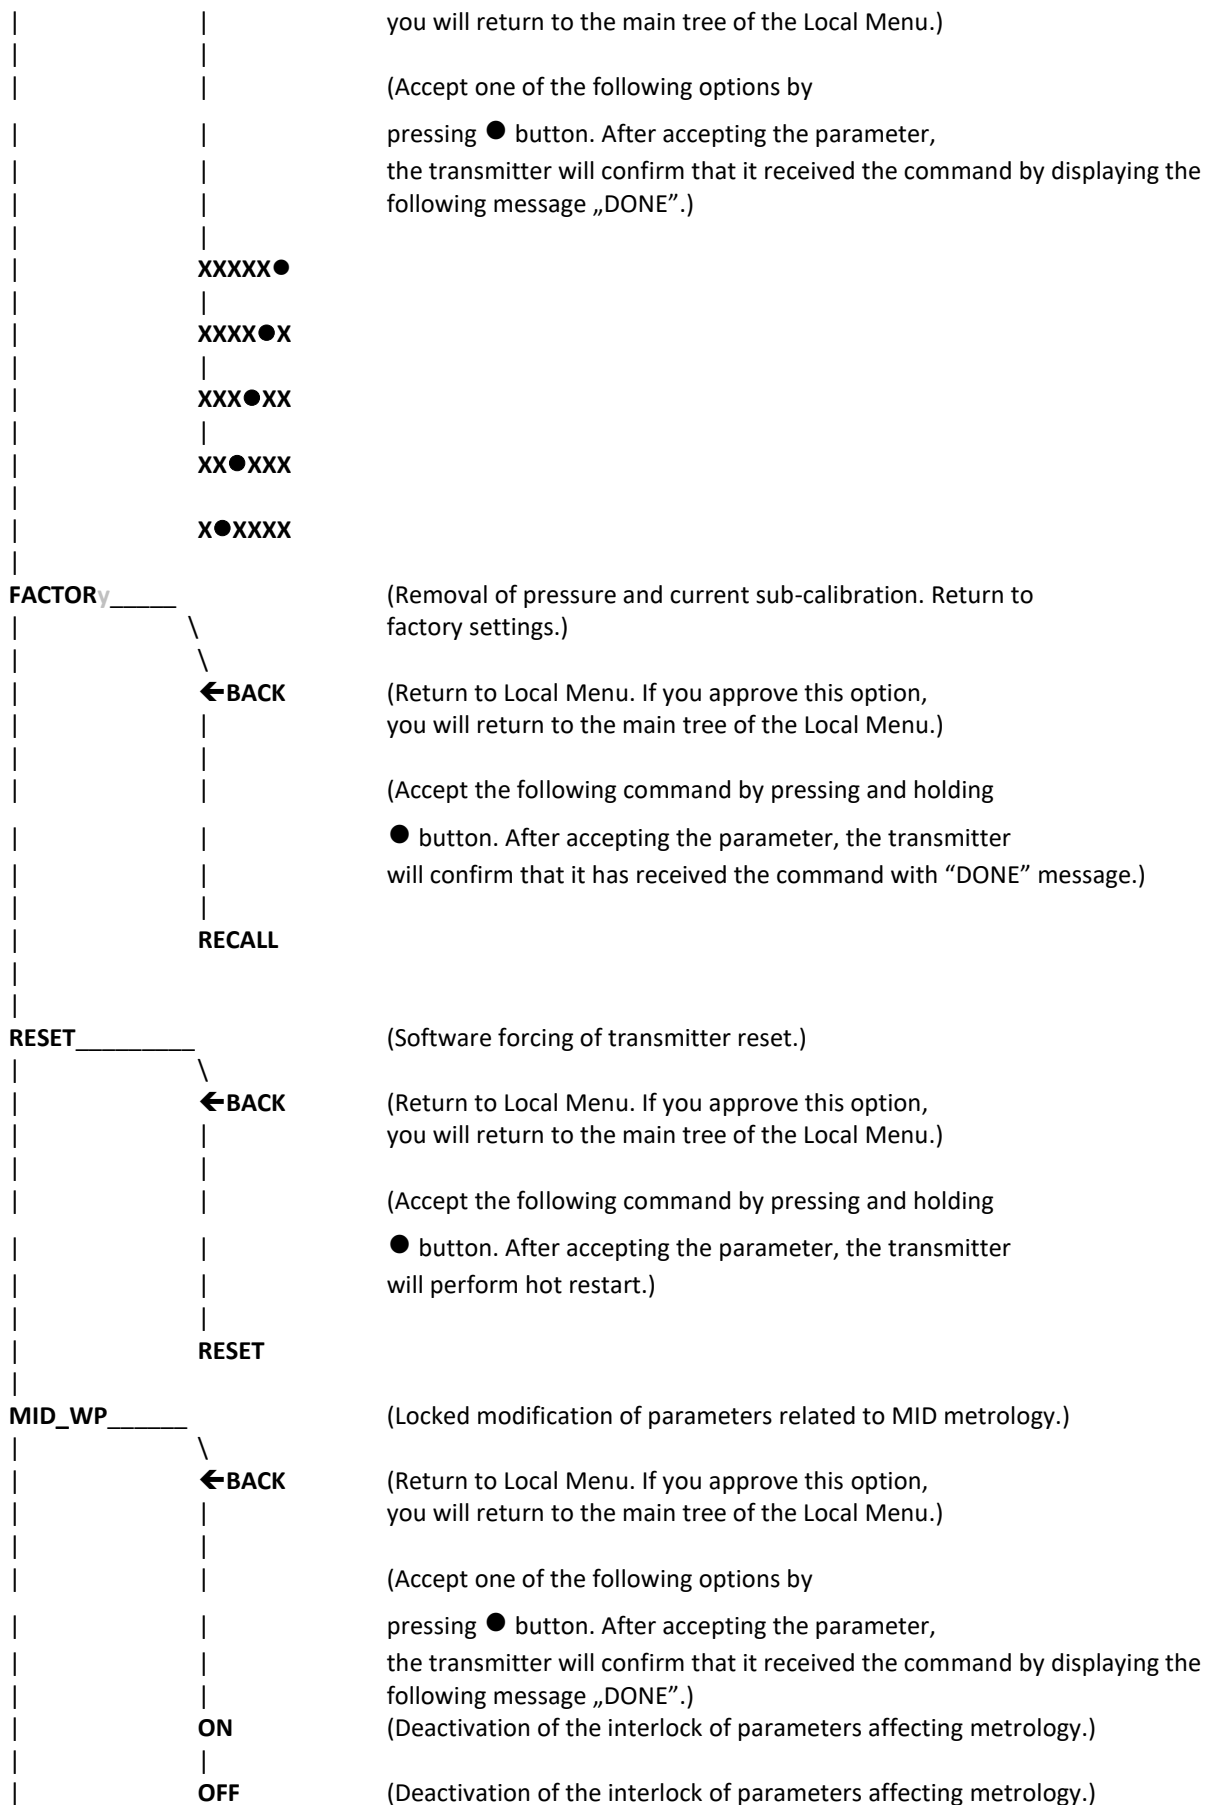 | | you will return to the main tree of the Local Menu.)
| |
| | (Accept one of the following options by
| | pressing ● button. After accepting the parameter,
| | the transmitter will confirm that it received the command by displaying the
| | following message „DONE”.)
| |
| XXXXX●
| |
| XXXX●X
| |
| XXX●XX
| |
| XX●XXX
|
| X●XXXX
|
FACTORy_____ (Removal of pressure and current sub-calibration. Return to
| \ factory settings.)
| \
| 🡰BACK (Return to Local Menu. If you approve this option,
| | you will return to the main tree of the Local Menu.)
| |
| | (Accept the following command by pressing and holding
| | ● button. After accepting the parameter, the transmitter
| | will confirm that it has received the command with “DONE” message.)
| |
| RECALL
|
|
RESET_________ (Software forcing of transmitter reset.)
| \
| 🡰BACK (Return to Local Menu. If you approve this option,
| | you will return to the main tree of the Local Menu.)
| |
| | (Accept the following command by pressing and holding
| | ● button. After accepting the parameter, the transmitter
| | will perform hot restart.)
| |
| RESET
|
MID_WP______ (Locked modification of parameters related to MID metrology.)
| \
| 🡰BACK (Return to Local Menu. If you approve this option,
| | you will return to the main tree of the Local Menu.)
| |
| | (Accept one of the following options by
| | pressing ● button. After accepting the parameter,
| | the transmitter will confirm that it received the command by displaying the
| | following message „DONE”.)
| ON (Deactivation of the interlock of parameters affecting metrology.)
| |
| OFF (Deactivation of the interlock of parameters affecting metrology.)